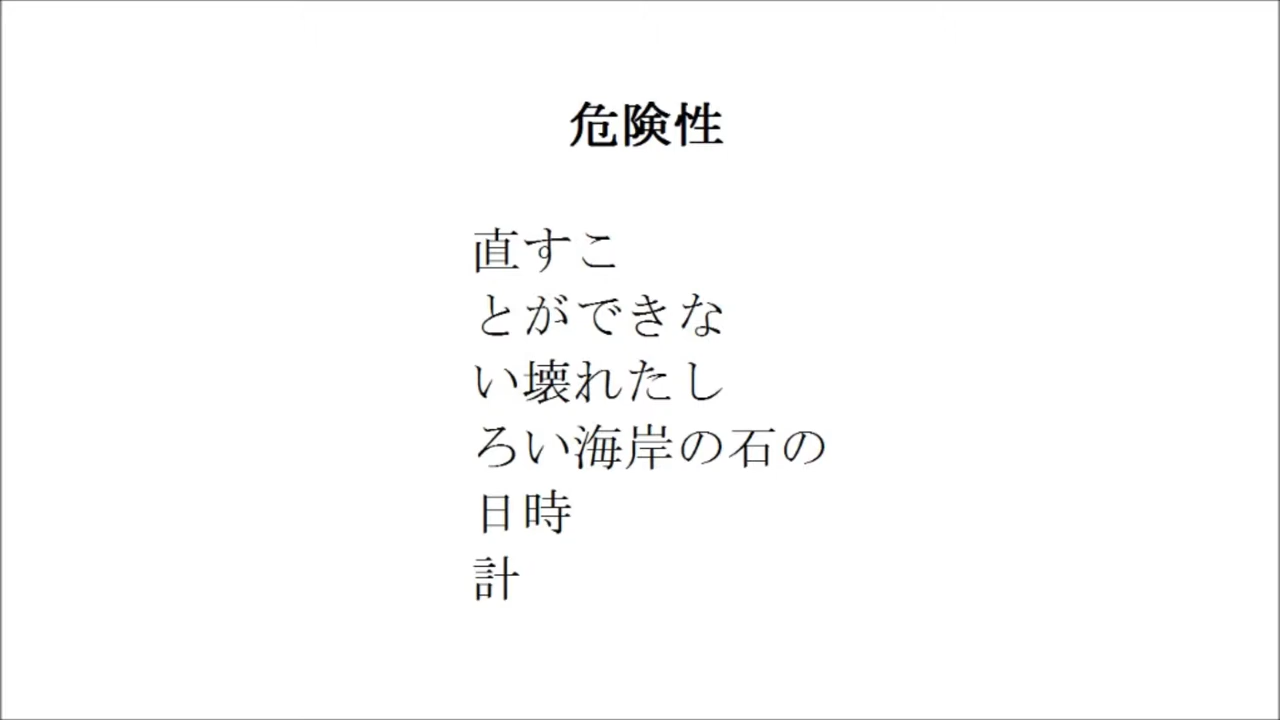 危険性
直すこ
とができな
い壊れたし
ろい海岸の石の
日時
計